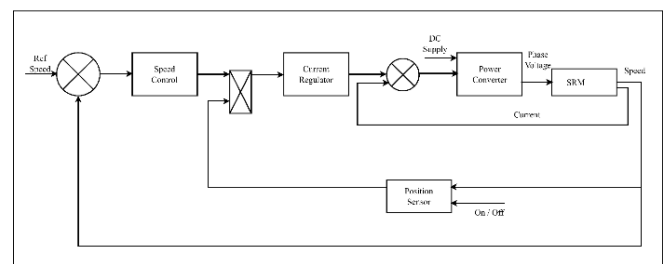 Ref
Speed
Speed
Control
Current
Regulator
DC
Supply
Power
Converter
Phase
Voltage
SRM
Speed
Current
Position
Sensor
On / Off